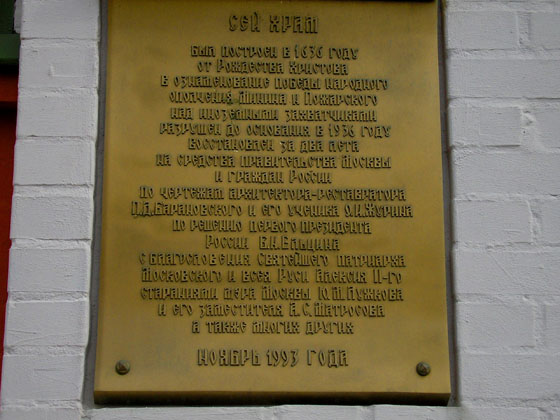 СЕЙ ХРАМ
БЫЛ ПОСТРОЕН В 1636 ГОДУ
ОТ РОЖДЕСТВА ХРИСТОВА
В ОЗНАМЕНОВАНИЕ ПОБЕДЫ НАРОДНОГО
ОПОЛЧЕНИЯ МИНИНА И ПОЖАРСКОГО
НАД ИНОЗЕМНЫМИ ЗАХВАТЧИКАМИ
РАЗРУШЕН ДО ОСНОВАНИЯ В 1936 ГОДУ
ВОССТАНОВЛЕН ЗА ДВА ЛЕТА
НА СРЕДСТВА ПРАВИТЕЛЬСТВА МОСКВЫ
И ГРАЖДАН РОССИИ
ПО ЧЕРТЕЖАМ АРХИТЕКТОРА-РЕСТАВРАТОРА
П.Д.БАРАНОВСКОГО И ЕГО УЧЕНИКА О.И.ЖУРИНА
ПО РЕШЕНИЮ ПЕРВОГО ПРЕЗИДЕНТА
РОССИИ Б.Н.ЕЛЬЦИНА
С БЛАГОСЛОВЕНИЯ СВЯТЕЙШЕГО ПАТРИАРХА
МОСКОВСКОГО И ВСЕЯ РУСИ АЛЕКСИЯ II-ГО
СТАРАНИЯМИ МЭРА МОСКВЫ Ю.М.ЛУЖКОВА
И ЕГО ЗАМЕСТИТЕЛЯ А.С.МАТРОСОВА
А ТАКЖЕ МНОГИХ ДРУГИХ
НОЯБРЬ 1993 ГОДА